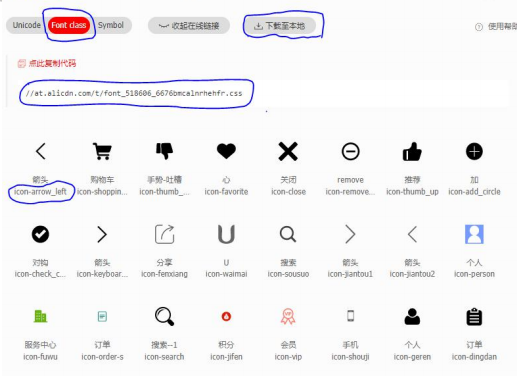 Unicode Font class Symbol 收起在线链接 下载至本地 使用帮助
点此复制代码
//at.alicdn.com/t/font_518606_6676bmcalnrhehfr.css
箭头 购物车 手势-吐槽 心 关闭 remove 推荐 加
icon-arrow_left icon-shoppin... icon-thumb_... icon-favorite icon-close icon-remove... icon-thumb_up icon-add_circle
对钩 箭头 分享 U 搜索 箭头 箭头 个人
icon-check_c... icon-keyboar... icon-fenxiang icon-waimai icon-sousuo icon-jiantou1 icon-jiantou2 icon-person
服务中心 订单 搜索--1 积分 会员 手机 个人 订单
icon-fuwu icon-order-s icon-search icon-jifen icon-vip icon-shouji icon-geren icon-dingdan